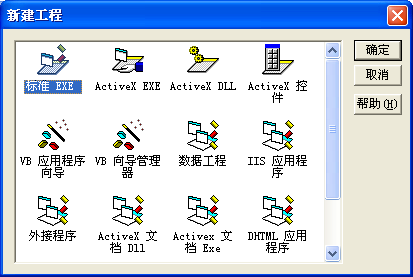 新建工程
标准 EXE
ActiveX EXE
ActiveX DLL
ActiveX 控
件
VB 应用程序
向导
VB 向导管理
器
数据工程
IIS 应用程
序
外接程序
ActiveX 文
档 Dll
Activex 文
档 Exe
DHTML 应用
程序
确定
取消
帮助(H)